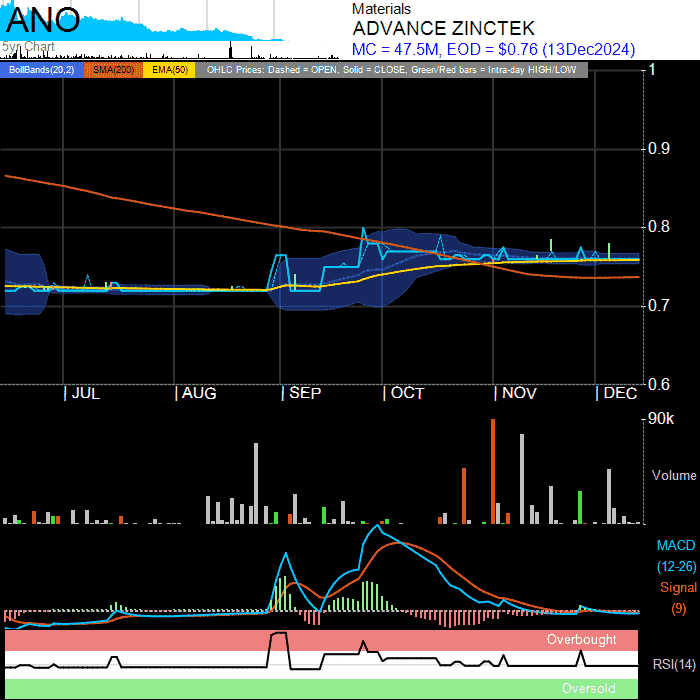 ANO
5yr Chart
Materials
ADVANCE ZINCTEK
MC = 47.5M, EOD = $0.76 (13Dec2024)
BollBands(20,2) SMA(200) EMA(50) OHLC Prices: Dashed = OPEN, Solid = CLOSE, Green/Red bars = Intra-day HIGH/LOW
1
0.9
0.8
0.7
0.6
JUL AUG SEP OCT NOV DEC
90k
Volume
MACD
(12-26)
Signal
(9)
Overbought
RSI(14)
Oversold